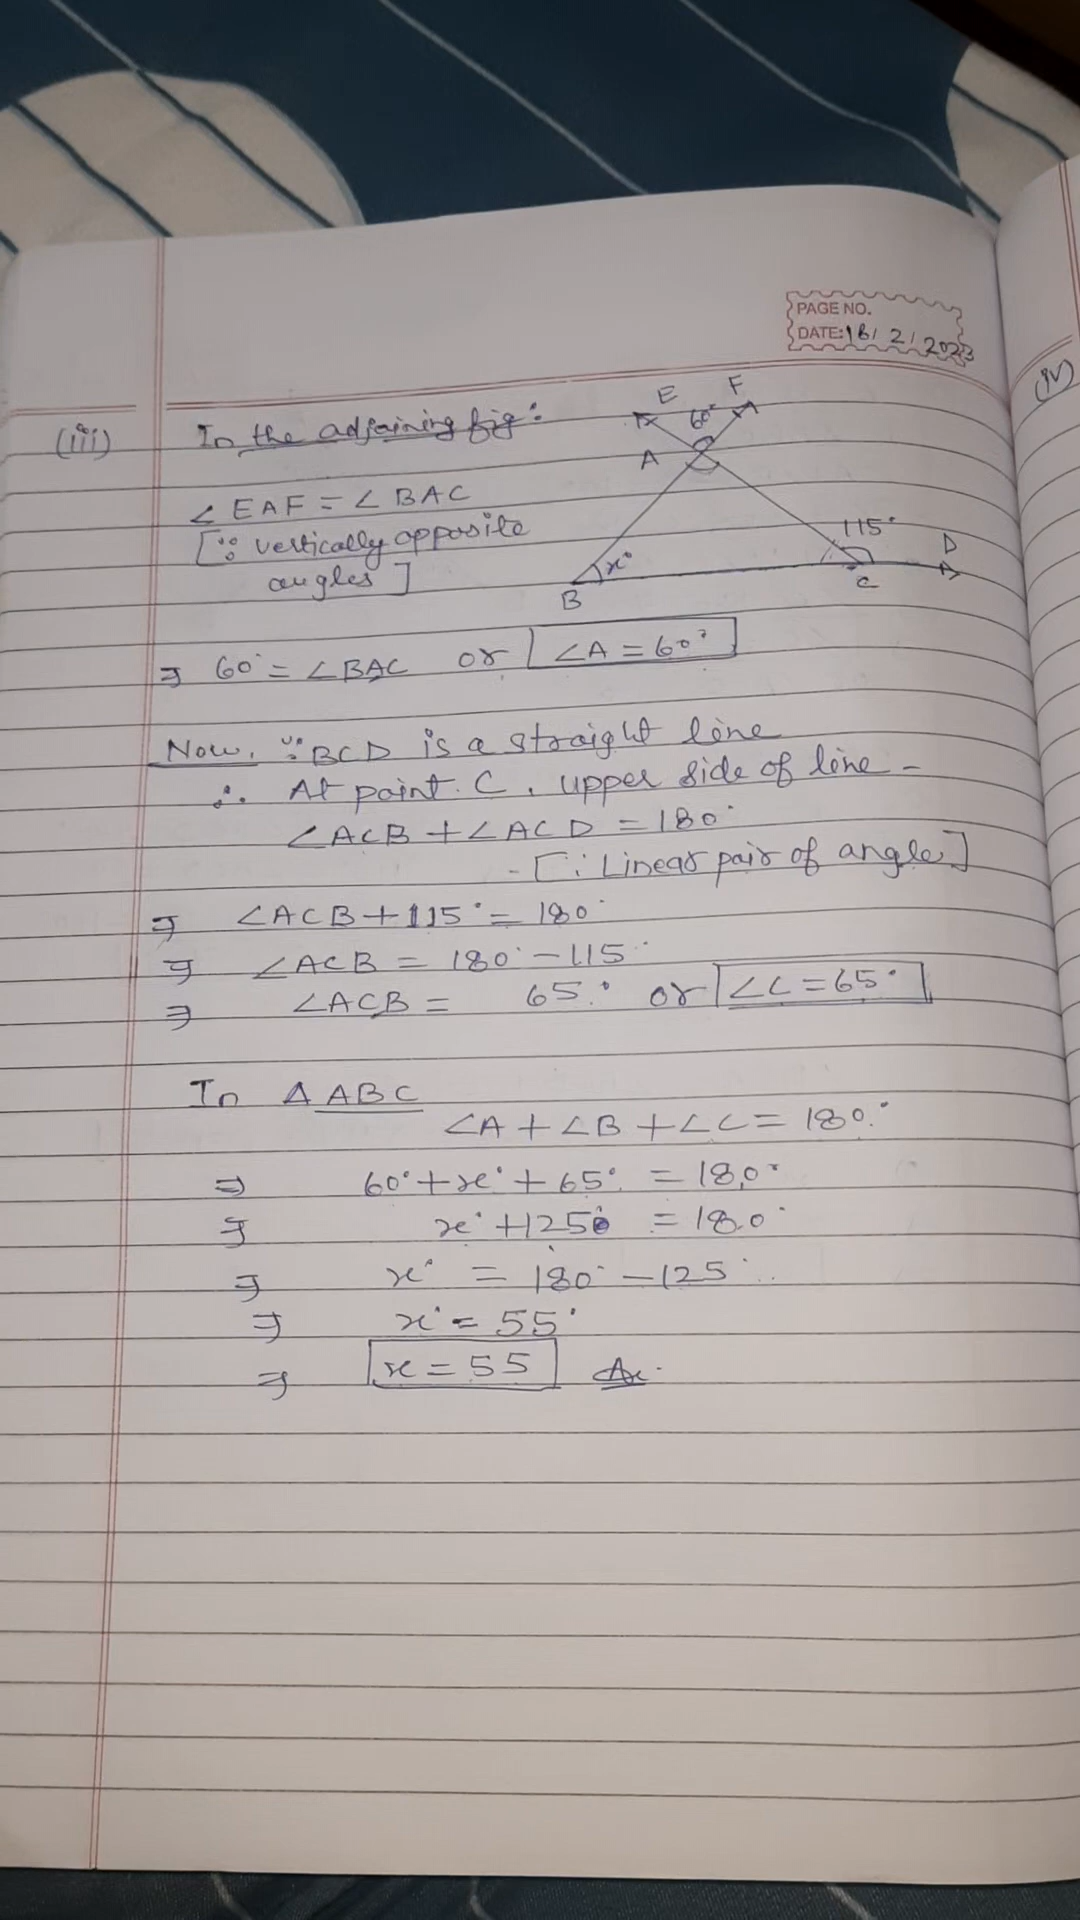 PAGE NO.
DATE: 16/2/2023
(iv)
(iii) In the adjoining fig:
E F
60°
A
115°
D
x°
B
C
∠EAF = ∠BAC
[∵ vertically opposite
angles]
⇒ 60° = ∠BAC or ∠A = 60°
Now, ∵ BCD is a straight line
∴ At point C, upper side of line -
∠ACB + ∠ACD = 180°
- [∵ Linear pair of angle]
⇒ ∠ACB + 115° = 180°
⇒ ∠ACB = 180° - 115°
⇒ ∠ACB = 65° or ∠C = 65°
In Δ ABC
∠A + ∠B + ∠C = 180°
⇒ 60° + x° + 65° = 180°
⇒ x° + 125° = 180°
⇒ x° = 180° - 125°
⇒ x° = 55°
⇒ x = 55